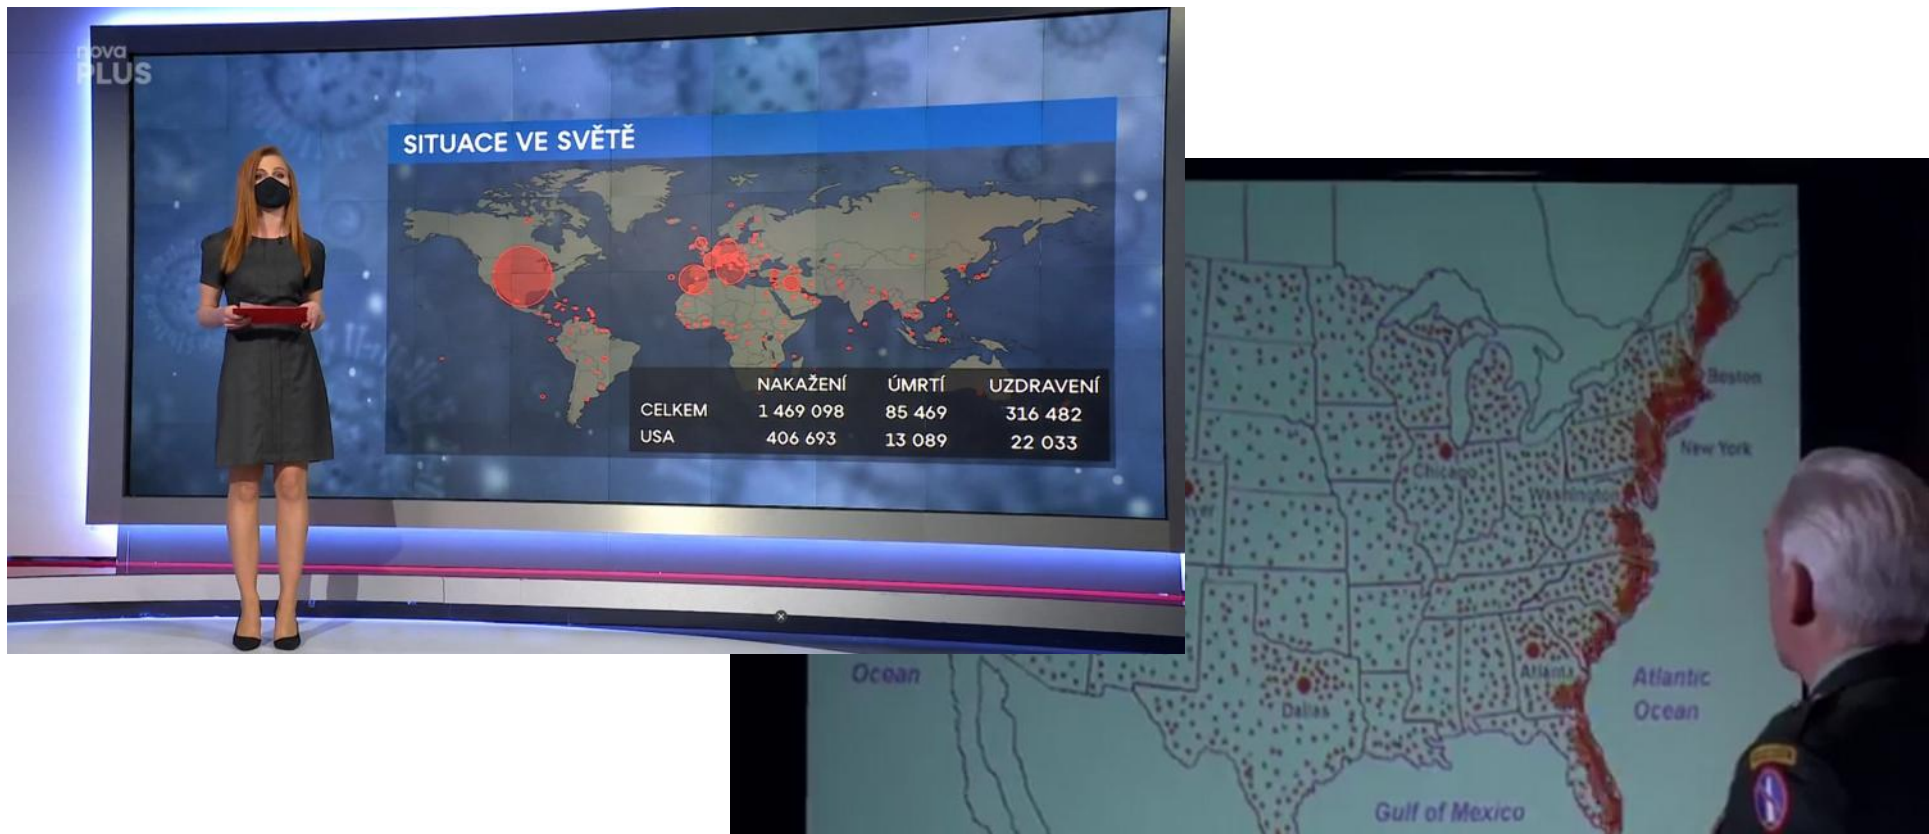 nova
PLUS
SITUACE VE SVĚTĚ
NAKAŽENÍ ÚMRTÍ UZDRAVENÍ
CELKEM 1 469 098 85 469 316 482
USA 406 693 13 089 22 033
Boston
New York
Chicago
Washington
Atlanta
Dallas
Ocean
Atlantic
Ocean
Gulf of Mexico